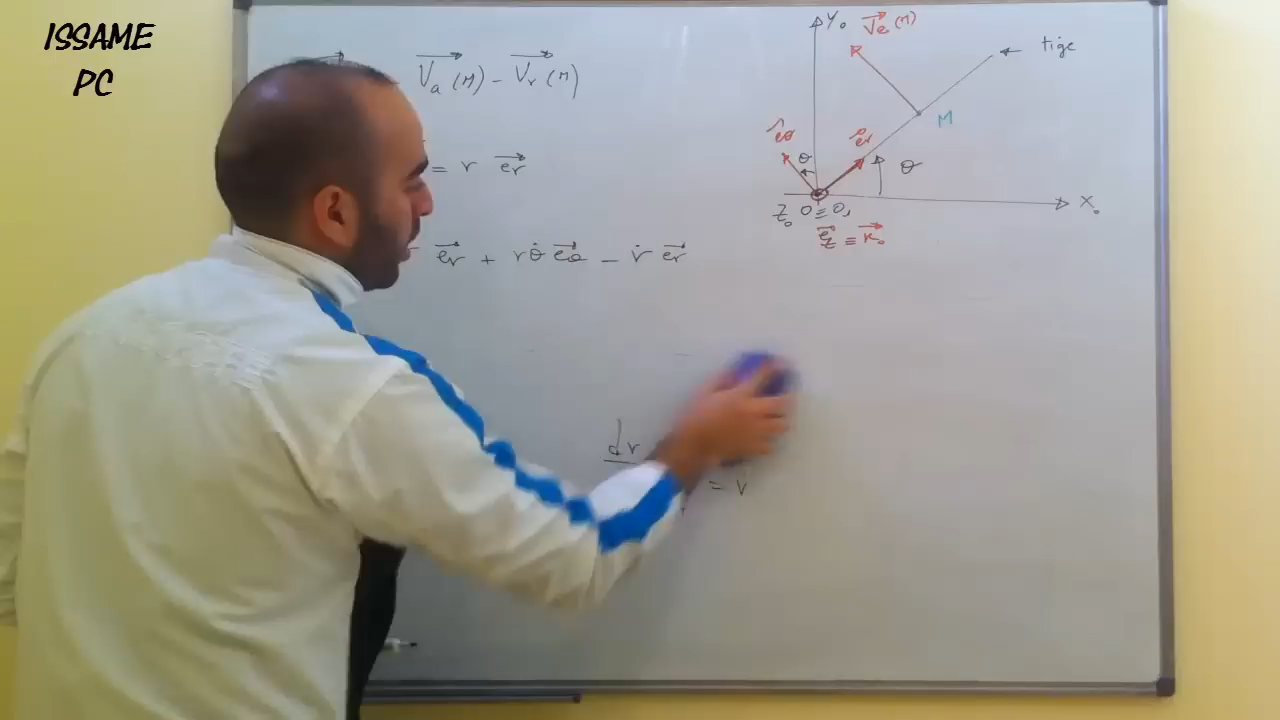 ISSAME
PC
Va (M) - Vr (M)
= r er
er + rθ̇ eθ - ṙ er
dr
= v
Y₀ Ve (M)
tige
M
eθ θ er θ
Z₀ O ≡ O₁ X₀
ez ≡ K₀